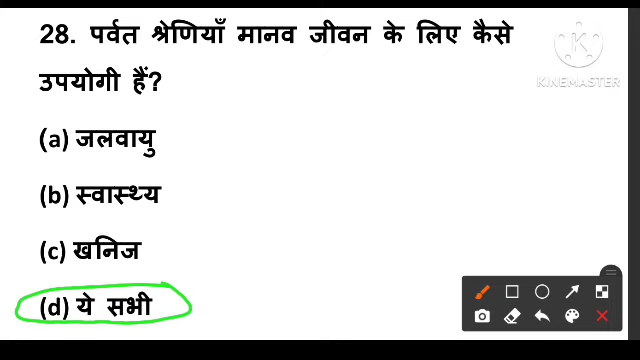 28. पर्वत श्रेणियाँ मानव जीवन के लिए कैसे
उपयोगी हैं?
(a) जलवायु
(b) स्वास्थ्य
(c) खनिज
(d) ये सभी
K
KINEMASTER